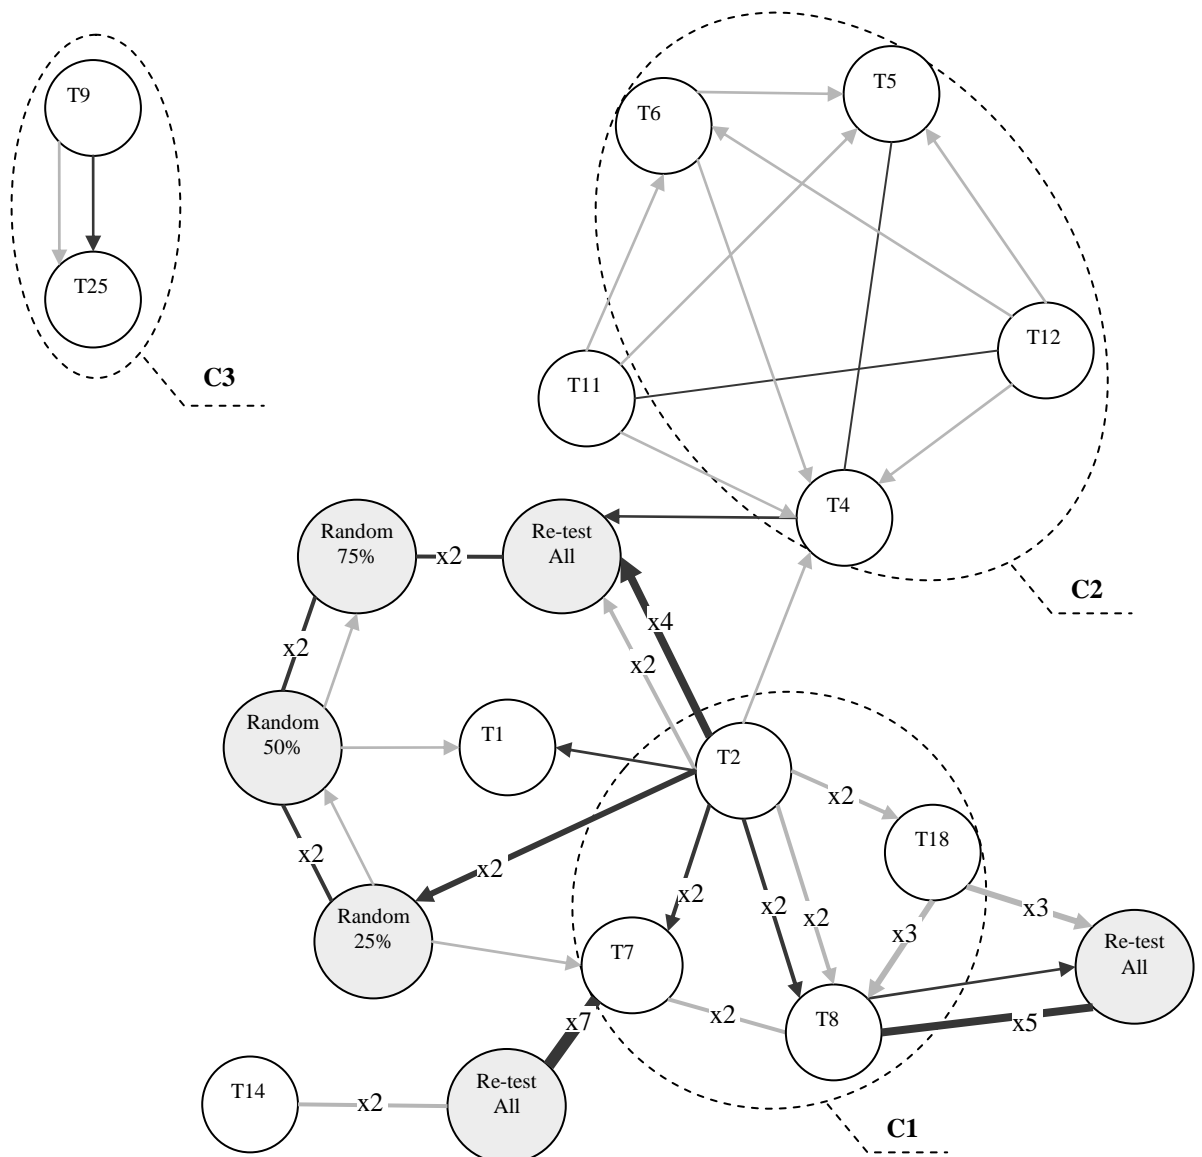 T9
T5
T6
T25
T12
C3
T11
T4
Random
75%
x2
Re-test
All
C2
x4
x2
x2
Random
50%
T1
T2
x2
T18
x2
x2
x2
x2
x2
x3
x3
Random
25%
T7
Re-test
All
x2
T8
x5
x7
T14
x2
Re-test
All
C1